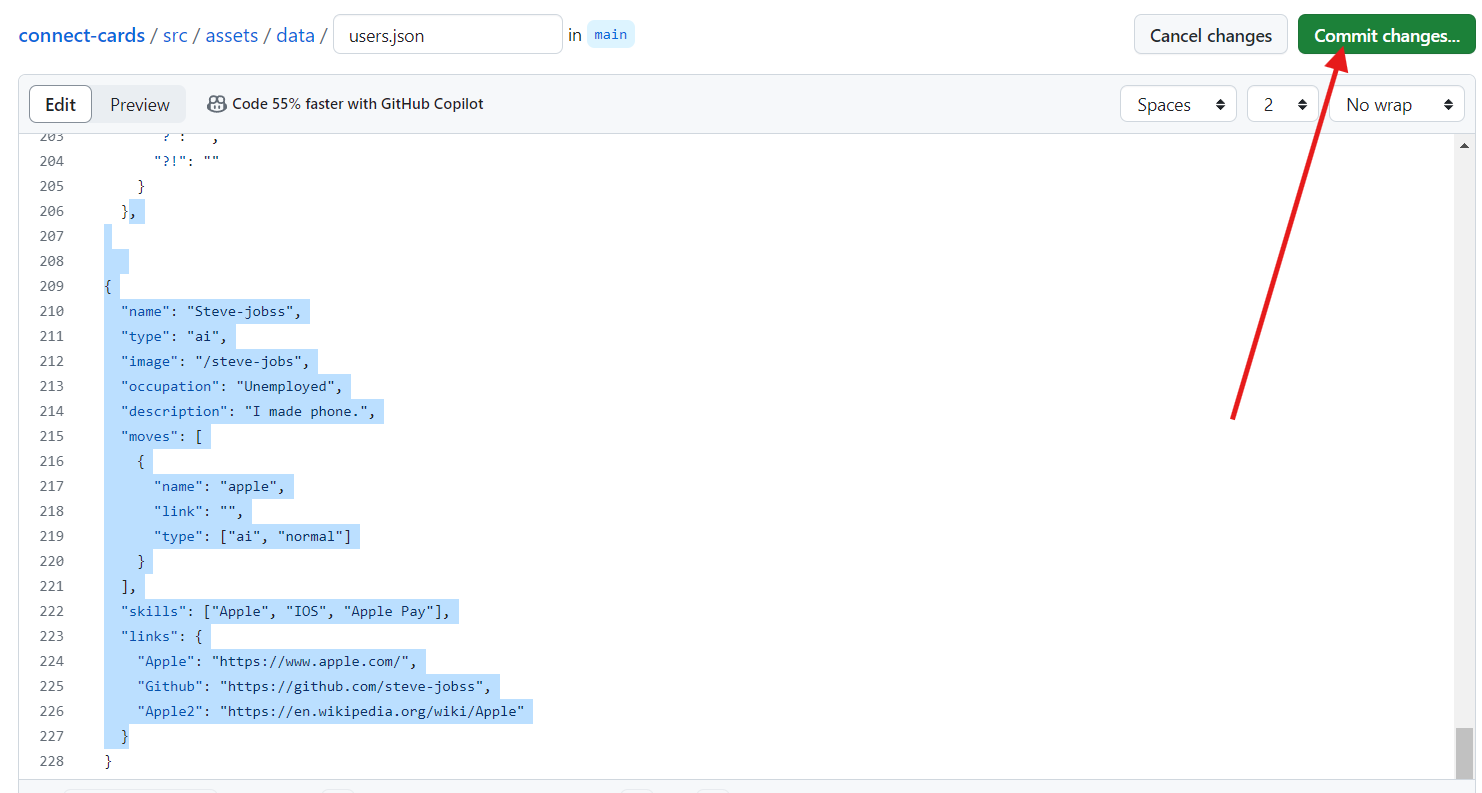 connect-cards / src / assets / data / users.json in main Cancel changes Commit changes...
Edit Preview Code 55% faster with GitHub Copilot Spaces 2 No wrap
203
204 "?!": ""
205 }
206 },
207
208
209 {
210 "name": "Steve-jobss",
211 "type": "ai",
212 "image": "/steve-jobs",
213 "occupation": "Unemployed",
214 "description": "I made phone.",
215 "moves": [
216 {
217 "name": "apple",
218 "link": "",
219 "type": ["ai", "normal"]
220 }
221 ],
222 "skills": ["Apple", "IOS", "Apple Pay"],
223 "links": {
224 "Apple": "https://www.apple.com/",
225 "Github": "https://github.com/steve-jobss",
226 "Apple2": "https://en.wikipedia.org/wiki/Apple"
227 }
228 }